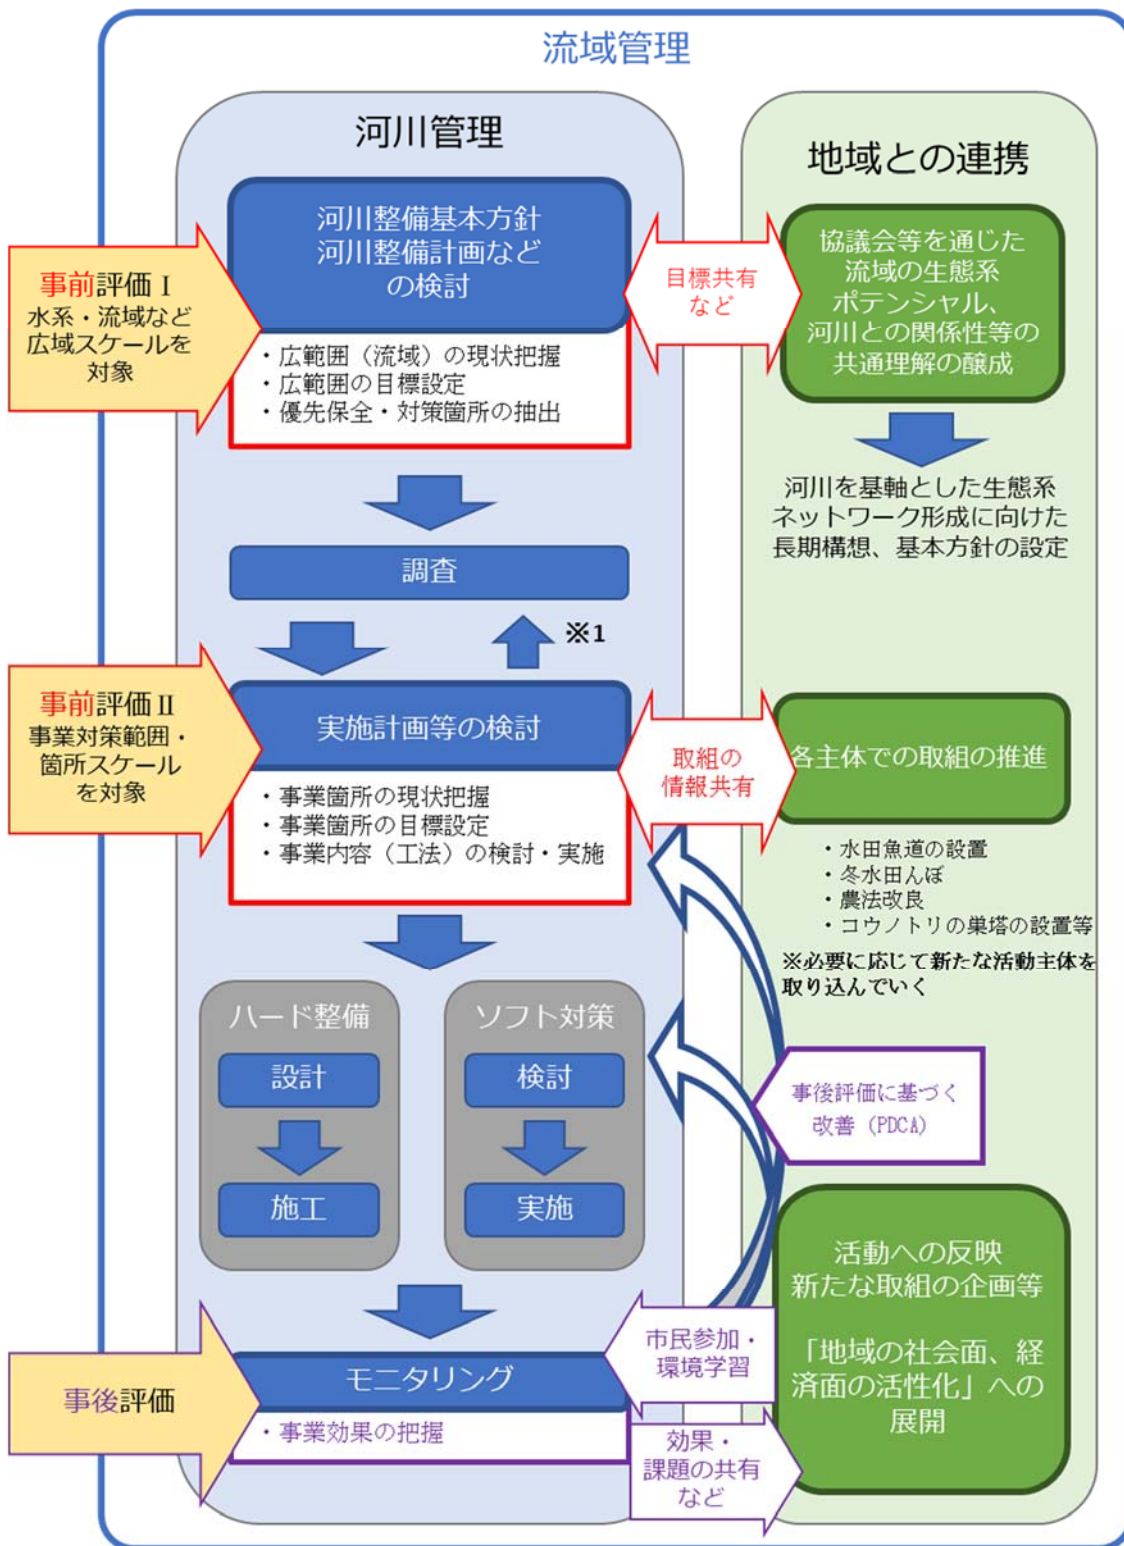 流域管理
河川管理
河川整備基本方針
河川整備計画など
の検討
・広範囲（流域）の現状把握
・広範囲の目標設定
・優先保全・対策箇所の抽出
事前評価Ⅰ
水系・流域など
広域スケールを
対象
目標共有
など
地域との連携
協議会等を通じた
流域の生態系
ポテンシャル、
河川との関係性等の
共通理解の醸成
河川を基軸とした生態系
ネットワーク形成に向けた
長期構想、基本方針の設定
調査
※1
事前評価Ⅱ
事業対策範囲・
箇所スケール
を対象
実施計画等の検討
・事業箇所の現状把握
・事業箇所の目標設定
・事業内容（工法）の検討・実施
取組の
情報共有
各主体での取組の推進
・水田魚道の設置
・冬水田んぼ
・農法改良
・コウノトリの巣塔の設置等
※必要に応じて新たな活動主体を
取り込んでいく
ハード整備
設計
施工
ソフト対策
検討
実施
事後評価に基づく
改善（PDCA）
活動への反映
新たな取組の企画等
「地域の社会面、経
済面の活性化」への
展開
市民参加・
環境学習
事後評価
モニタリング
・事業効果の把握
効果・
課題の共有
など